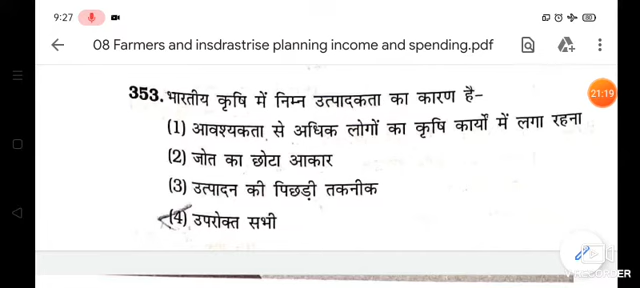 9:27
08 Farmers and insdrastrise planning income and spending.pdf
21:19
353. भारतीय कृषि में निम्न उत्पादकता का कारण है–
(1) आवश्यकता से अधिक लोगों का कृषि कार्यों में लगा रहना
(2) जोत का छोटा आकार
(3) उत्पादन की पिछड़ी तकनीक
(4) उपरोक्त सभी
RECORDER